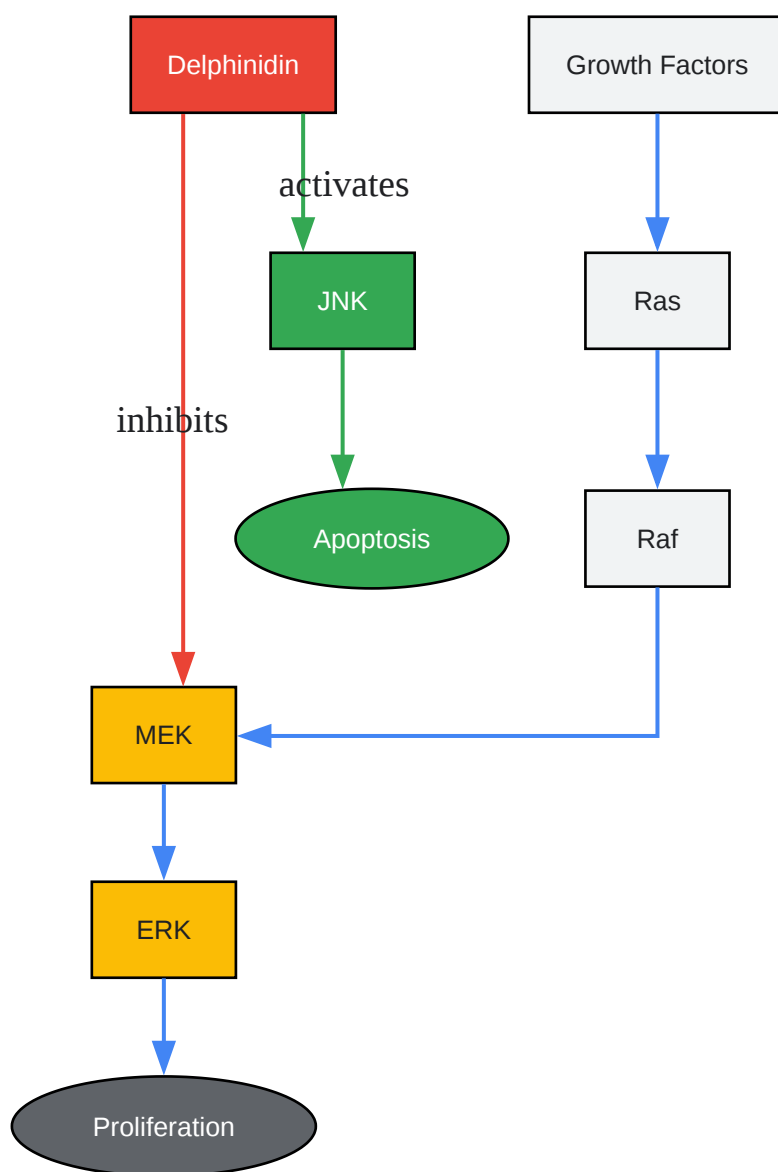 Delphinidin
Growth Factors
activates
JNK
Ras
inhibits
Apoptosis
Raf
MEK
ERK
Proliferation